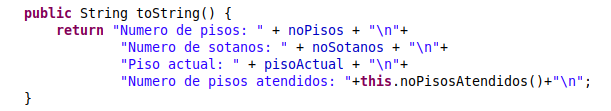 public String toString() {
return "Numero de pisos: " + noPisos + "\n"+
"Numero de sotanos: " + noSotanos + "\n"+
"Piso actual: " + pisoActual + "\n"+
"Numero de pisos atendidos: "+this.noPisosAtendidos()+"\n";
}